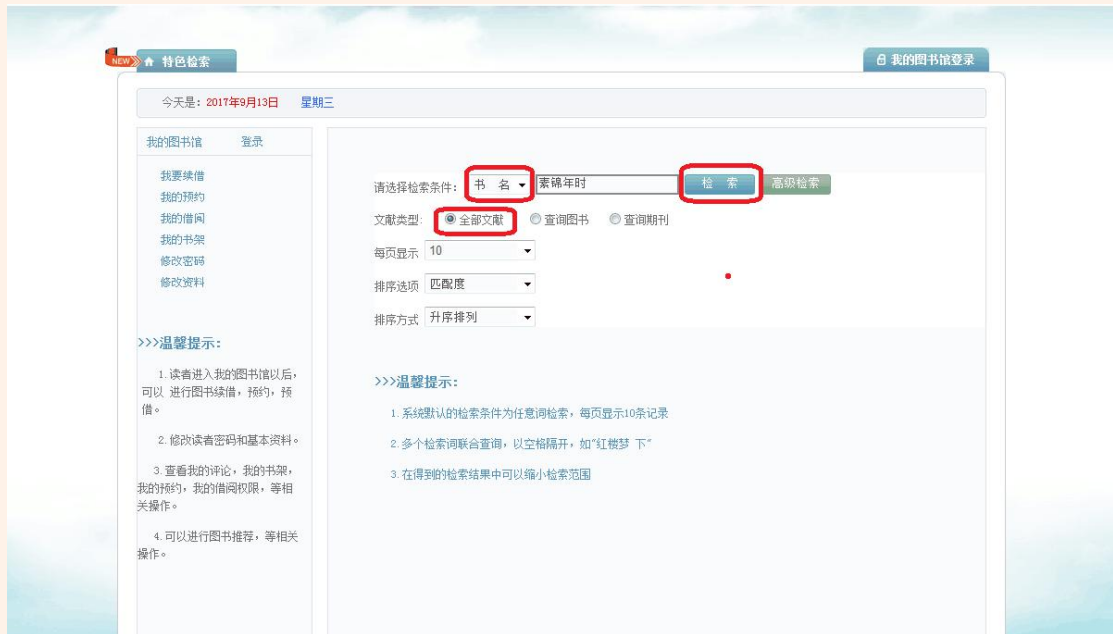 NEW 特色检索
我的图书馆登录
今天是：2017年9月13日 星期三
我的图书馆 登录
我要续借
我的预约
我的借阅
我的书架
修改密码
修改资料
>>>温馨提示：
1.读者进入我的图书馆以后，
可以 进行图书续借，预约，预
借。
2.修改读者密码和基本资料。
3.查看我的评论，我的书架，
我的预约，我的借阅权限，等相
关操作。
4.可以进行图书推荐，等相关
操作。
请选择检索条件： 书 名 素锦年时 检 索 高级检索
文献类型： 全部文献 查询图书 查询期刊
每页显示 10
排序选项 匹配度
排序方式 升序排列
>>>温馨提示：
1.系统默认的检索条件为任意词检索，每页显示10条记录
2.多个检索词联合查询，以空格隔开，如"红楼梦 下"
3.在得到的检索结果中可以缩小检索范围